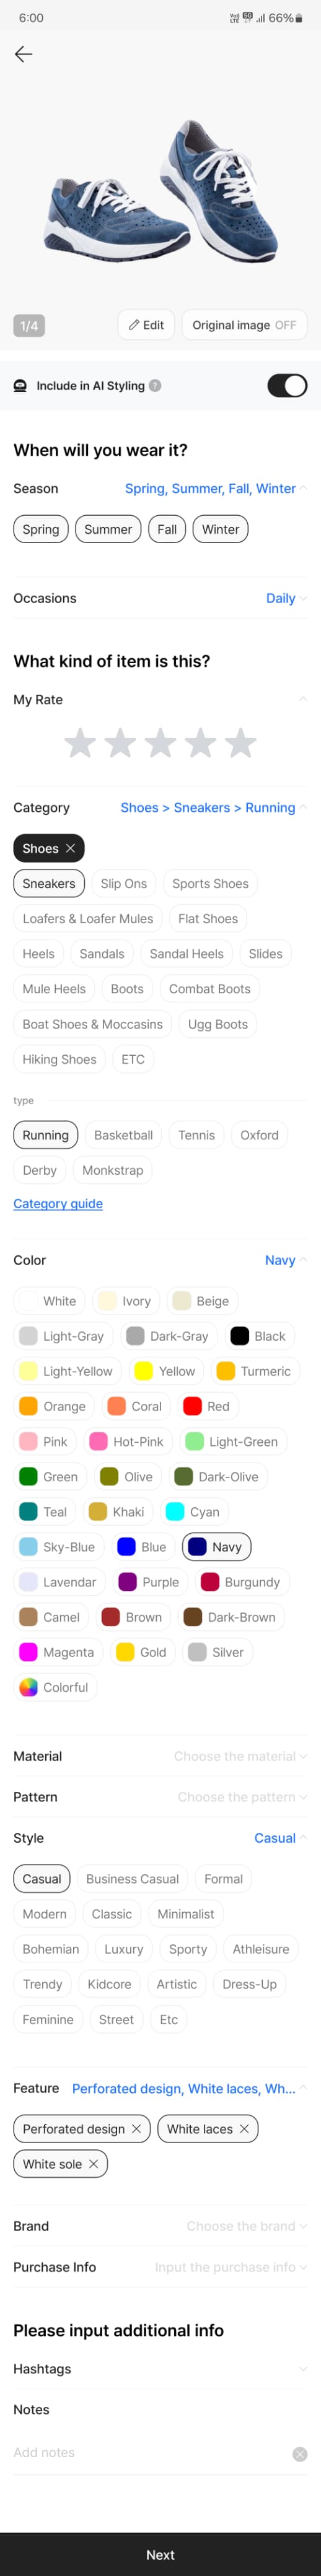 6:00 66%
1/4 Edit Original image OFF
Include in AI Styling ?
When will you wear it?
Season Spring, Summer, Fall, Winter
Spring Summer Fall Winter
Occasions Daily
What kind of item is this?
My Rate
Category Shoes > Sneakers > Running
Shoes ×
Sneakers Slip Ons Sports Shoes
Loafers & Loafer Mules Flat Shoes
Heels Sandals Sandal Heels Slides
Mule Heels Boots Combat Boots
Boat Shoes & Moccasins Ugg Boots
Hiking Shoes ETC
type
Running Basketball Tennis Oxford
Derby Monkstrap
Category guide
Color Navy
White Ivory Beige
Light-Gray Dark-Gray Black
Light-Yellow Yellow Turmeric
Orange Coral Red
Pink Hot-Pink Light-Green
Green Olive Dark-Olive
Teal Khaki Cyan
Sky-Blue Blue Navy
Lavendar Purple Burgundy
Camel Brown Dark-Brown
Magenta Gold Silver
Colorful
Material Choose the material
Pattern Choose the pattern
Style Casual
Casual Business Casual Formal
Modern Classic Minimalist
Bohemian Luxury Sporty Athleisure
Trendy Kidcore Artistic Dress-Up
Feminine Street Etc
Feature Perforated design, White laces, Wh...
Perforated design × White laces ×
White sole ×
Brand Choose the brand
Purchase Info Input the purchase info
Please input additional info
Hashtags
Notes
Add notes
Next